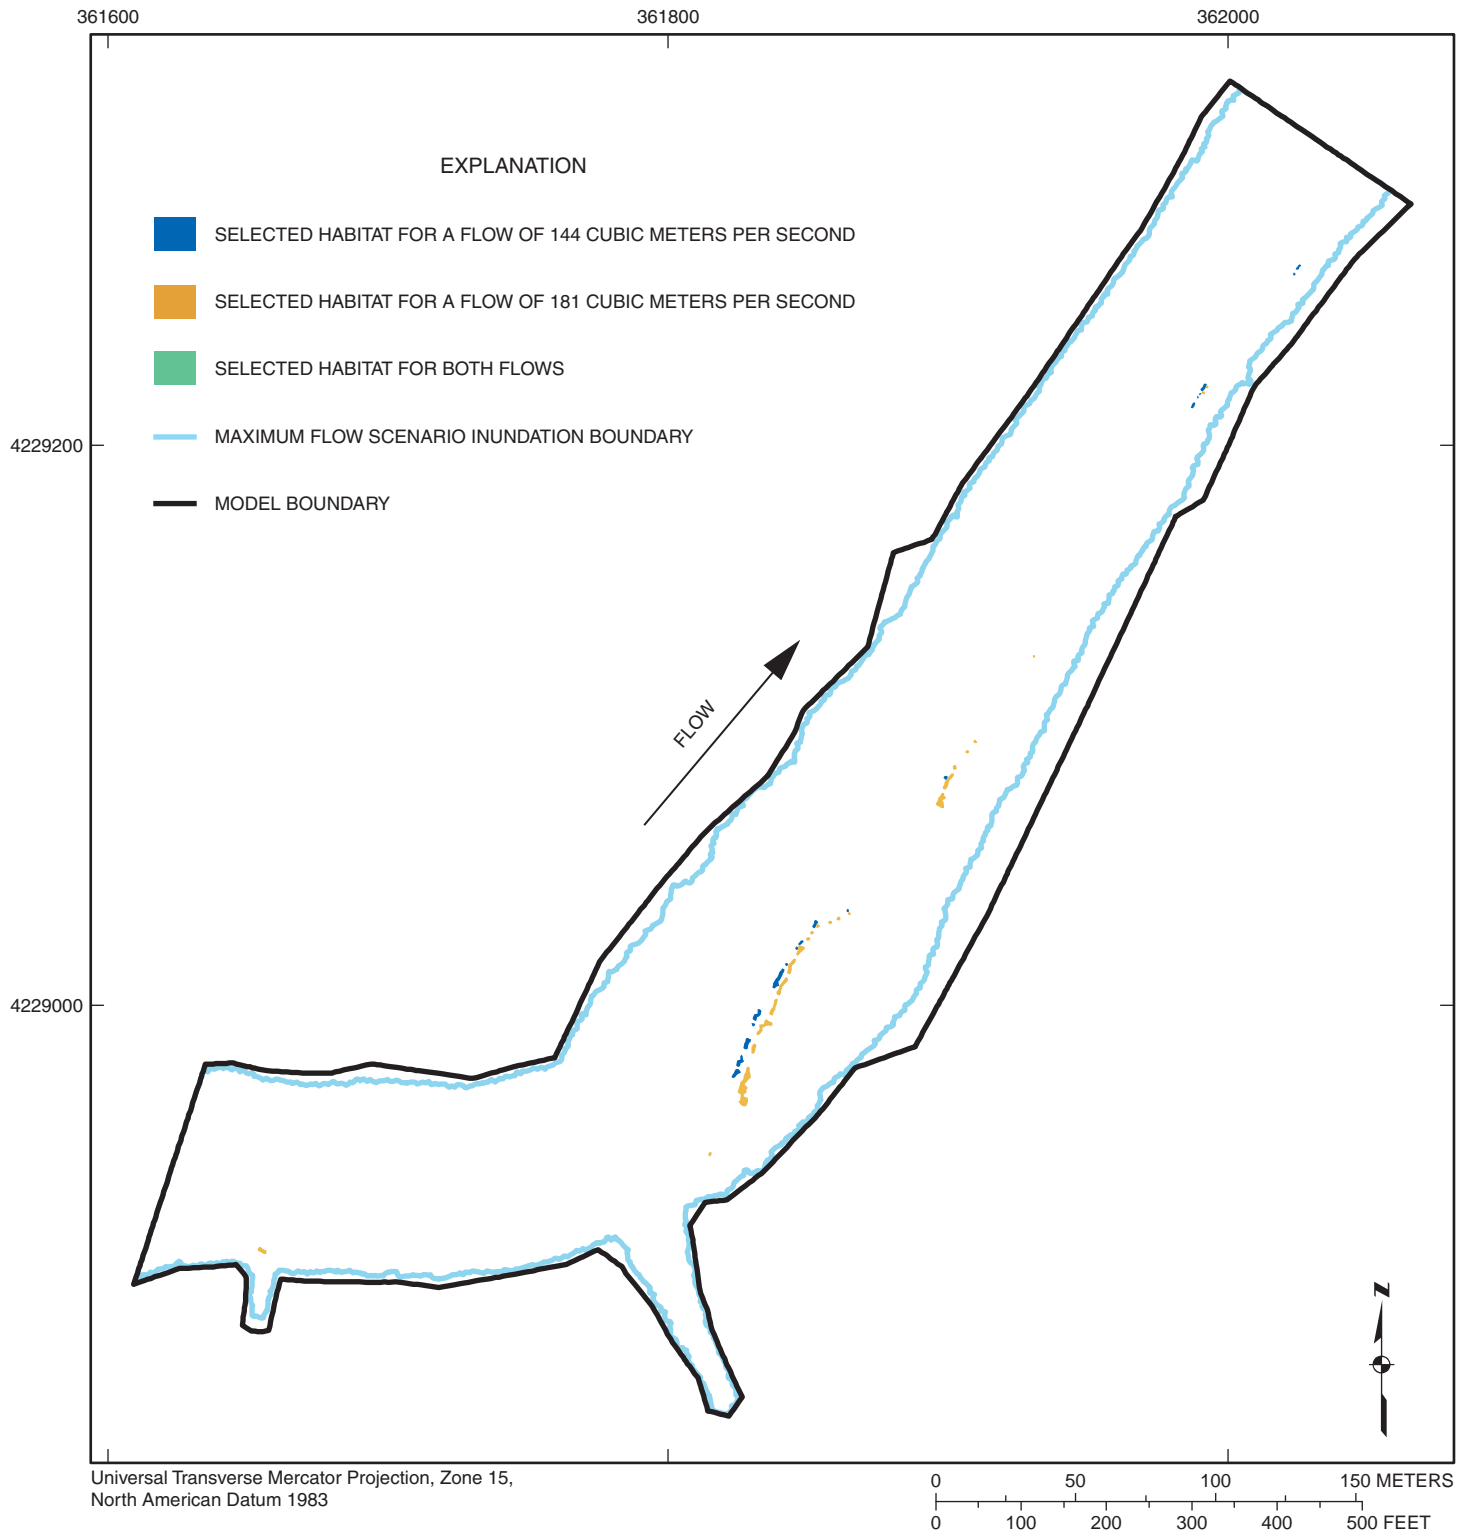 361600 361800 362000
EXPLANATION
SELECTED HABITAT FOR A FLOW OF 144 CUBIC METERS PER SECOND
SELECTED HABITAT FOR A FLOW OF 181 CUBIC METERS PER SECOND
SELECTED HABITAT FOR BOTH FLOWS
MAXIMUM FLOW SCENARIO INUNDATION BOUNDARY
4229200
MODEL BOUNDARY
FLOW
4229000
N
Universal Transverse Mercator Projection, Zone 15,
North American Datum 1983
0 50 100 150 METERS
0 100 200 300 400 500 FEET